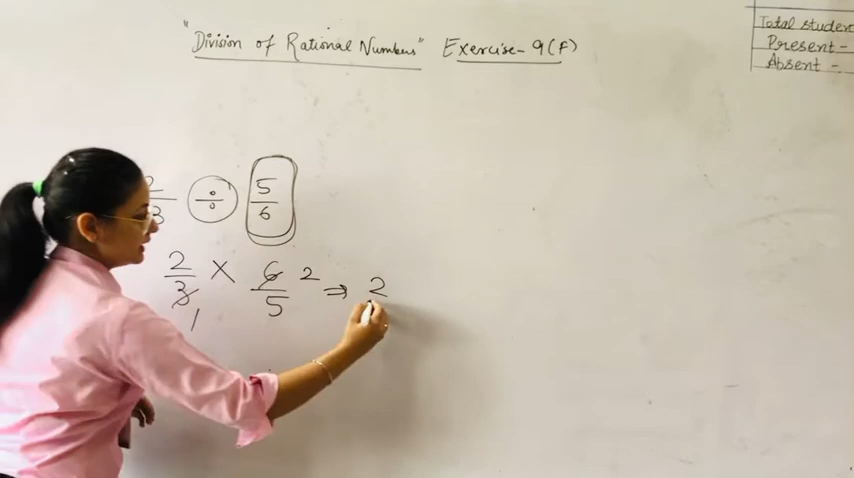 "Division of Rational Numbers" Exercise-9(F)
Total student
Present -
Absent -
2/3 ÷ 5/6
2/3 × 6/5 2 ⇒ 2
1